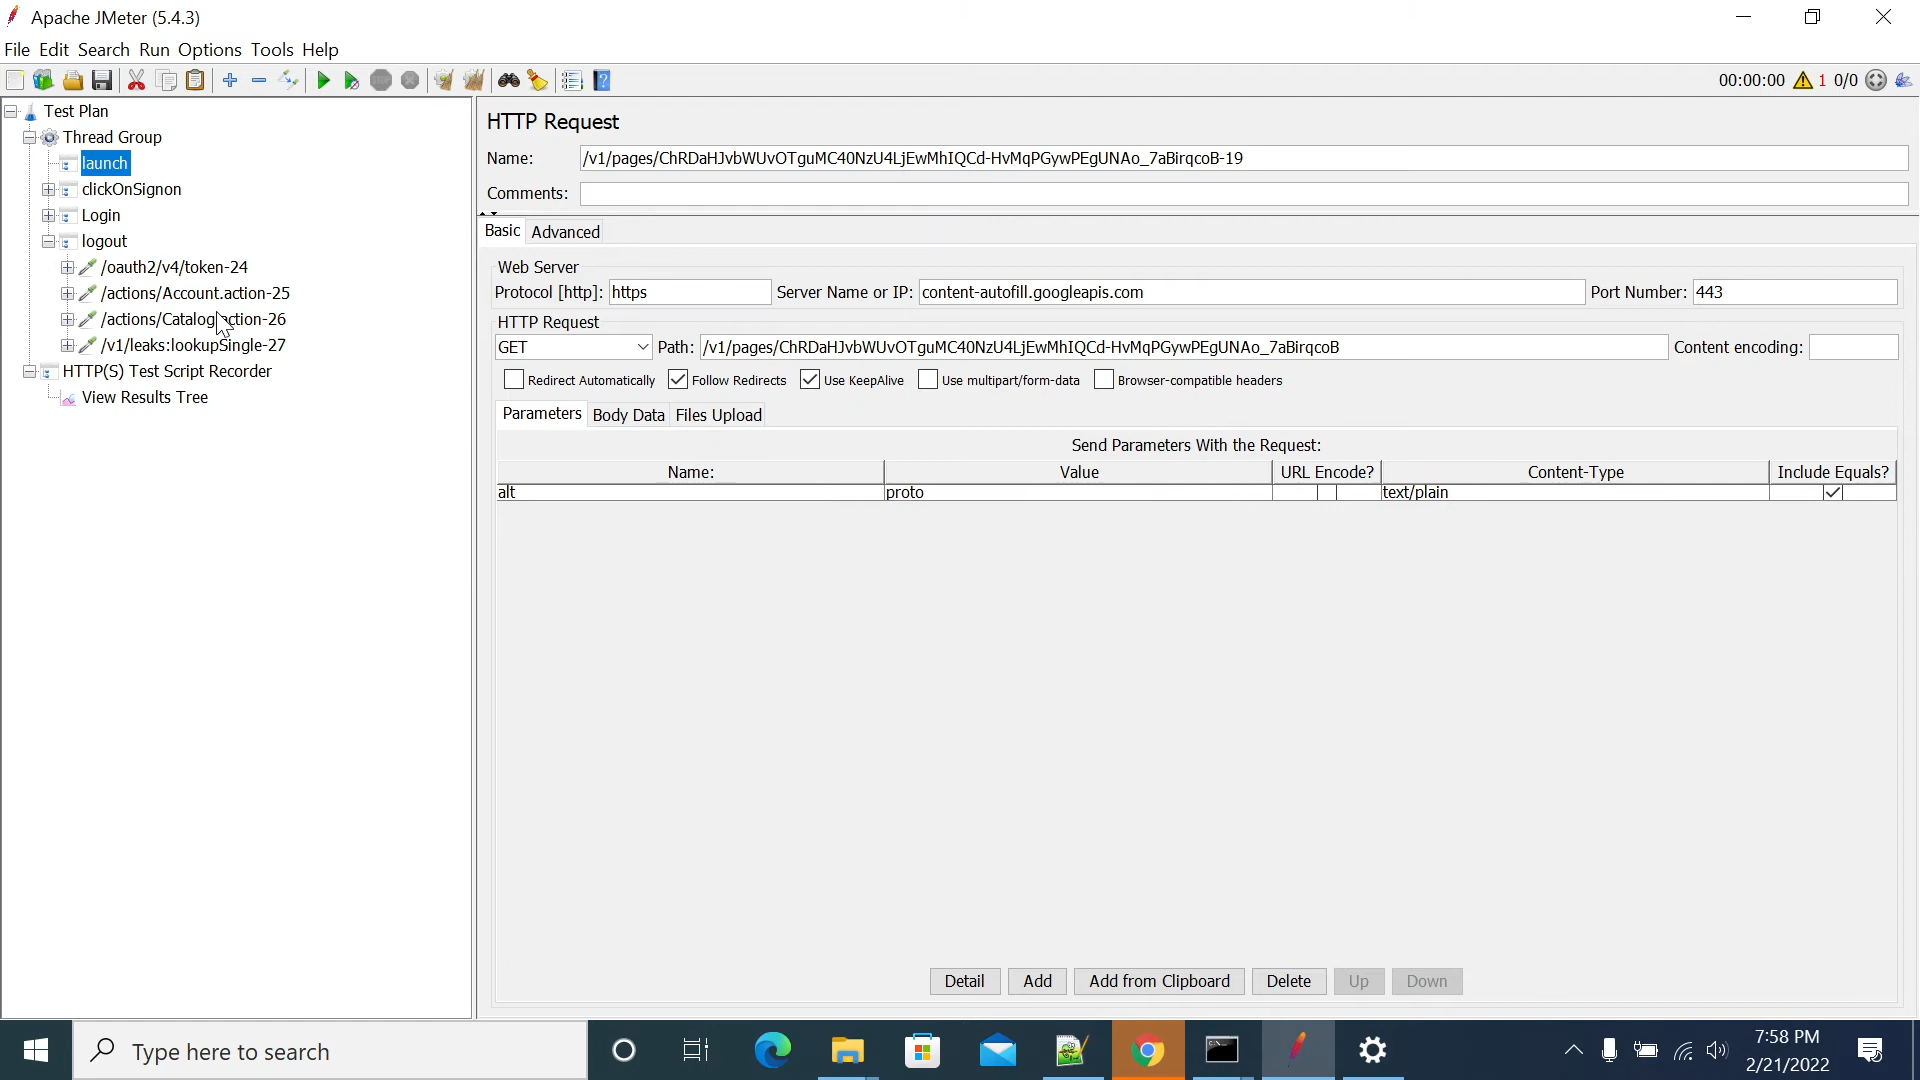 Apache JMeter (5.4.3)
File Edit Search Run Options Tools Help
00:00:00 1 0/0
Test Plan
Thread Group
launch
clickOnSignon
Login
logout
/oauth2/v4/token-24
/actions/Account.action-25
/actions/Catalog.action-26
/v1/leaks:lookupSingle-27
HTTP(S) Test Script Recorder
View Results Tree
HTTP Request
Name: /v1/pages/ChRDaHJvbWUvOTguMC40NzU4LjEwMhIQCd-HvMqPGywPEgUNAo_7aBirqcoB-19
Comments:
Basic Advanced
Web Server
Protocol [http]: https Server Name or IP: content-autofill.googleapis.com Port Number: 443
HTTP Request
GET Path: /v1/pages/ChRDaHJvbWUvOTguMC40NzU4LjEwMhIQCd-HvMqPGywPEgUNAo_7aBirqcoB Content encoding:
Redirect Automatically Follow Redirects Use KeepAlive Use multipart/form-data Browser-compatible headers
Parameters Body Data Files Upload
Send Parameters With the Request:
Name: Value URL Encode? Content-Type Include Equals?
alt proto text/plain
Detail Add Add from Clipboard Delete Up Down
Type here to search
7:58 PM
2/21/2022